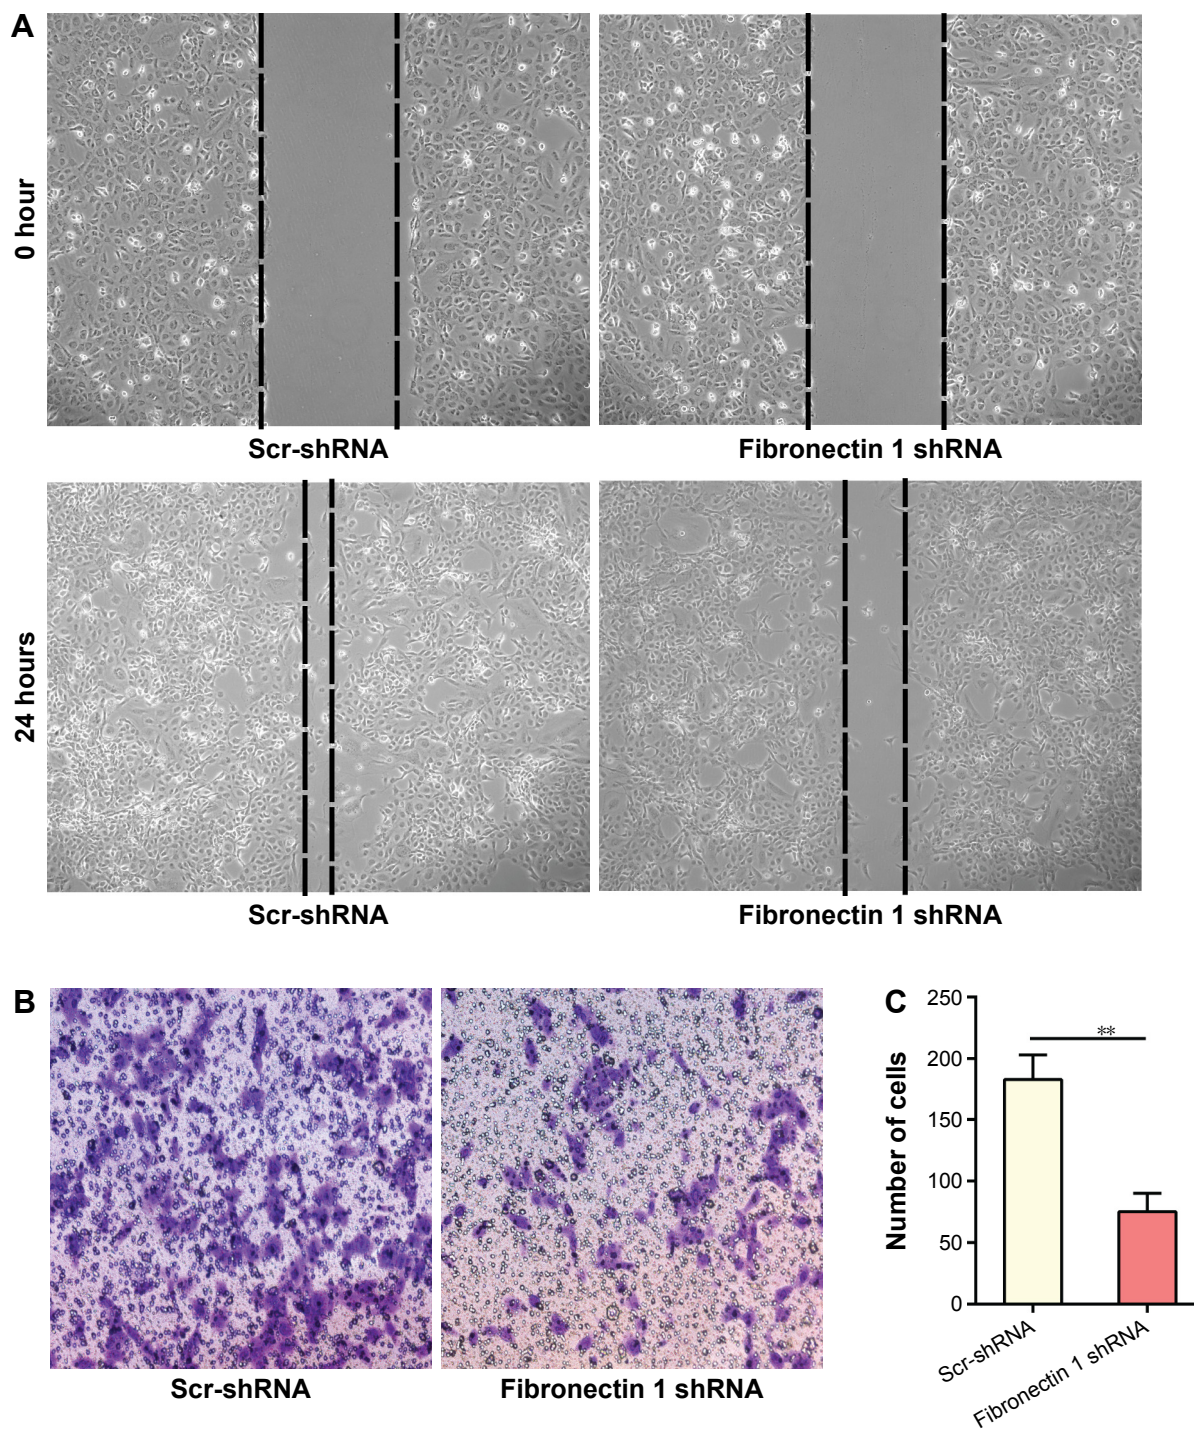 A
0 hour
Scr-shRNA
Fibronectin 1 shRNA
24 hours
Scr-shRNA
Fibronectin 1 shRNA
B
Scr-shRNA
Fibronectin 1 shRNA
C
Number of cells
250
200
150
100
50
0
**
Scr-shRNA
Fibronectin 1 shRNA